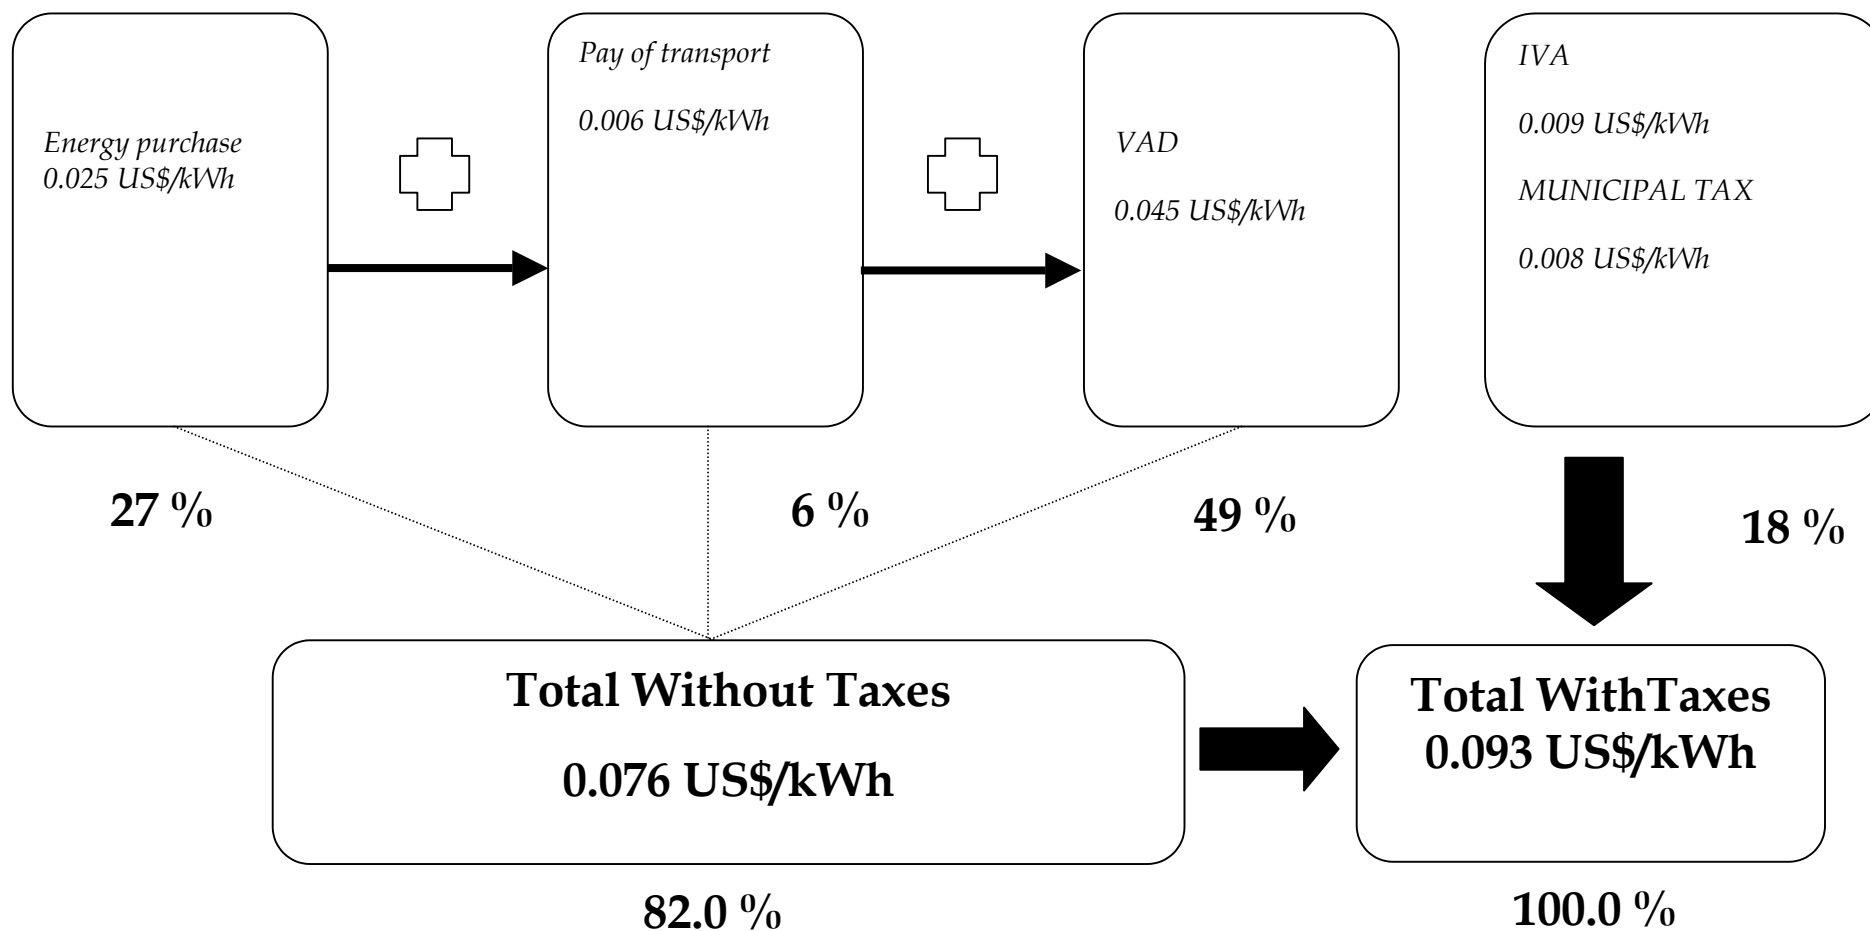 Energy purchase
0.025 US$/kWh
Pay of transport
0.006 US$/kWh
VAD
0.045 US$/kWh
IVA
0.009 US$/kWh
MUNICIPAL TAX
0.008 US$/kWh
27 %
6 %
49 %
18 %
Total Without Taxes
0.076 US$/kWh
Total WithTaxes
0.093 US$/kWh
82.0 %
100.0 %